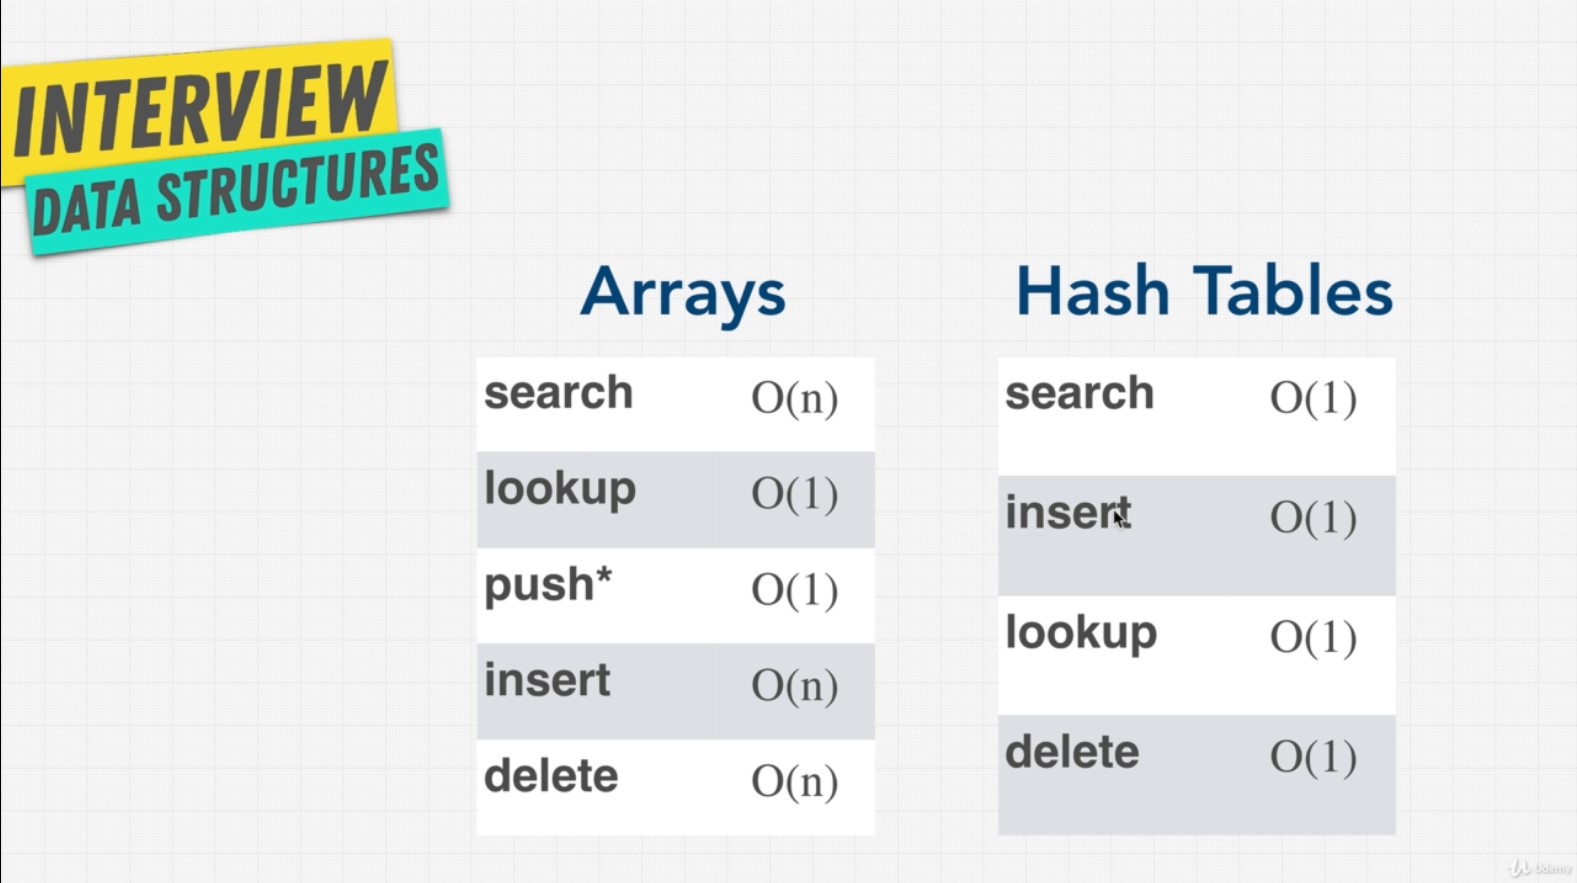 INTERVIEW
DATA STRUCTURES
Arrays
search O(n)
lookup O(1)
push* O(1)
insert O(n)
delete O(n)
Hash Tables
search O(1)
insert O(1)
lookup O(1)
delete O(1)
Udemy